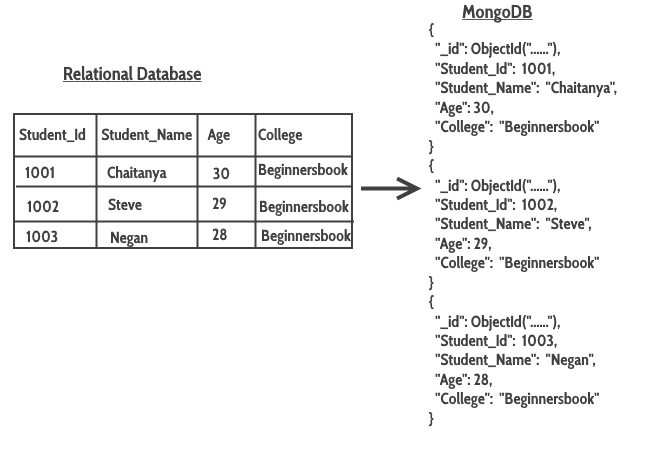 Relational Database
Student_Id Student_Name Age College
1001 Chaitanya 30 Beginnersbook
1002 Steve 29 Beginnersbook
1003 Negan 28 Beginnersbook
MongoDB
{
"_id": ObjectId("......"),
"Student_Id": 1001,
"Student_Name": "Chaitanya",
"Age": 30,
"College": "Beginnersbook"
}
{
"_id": ObjectId("......"),
"Student_Id": 1002,
"Student_Name": "Steve",
"Age": 29,
"College": "Beginnersbook"
}
{
"_id": ObjectId("......"),
"Student_Id": 1003,
"Student_Name": "Negan",
"Age": 28,
"College": "Beginnersbook"
}